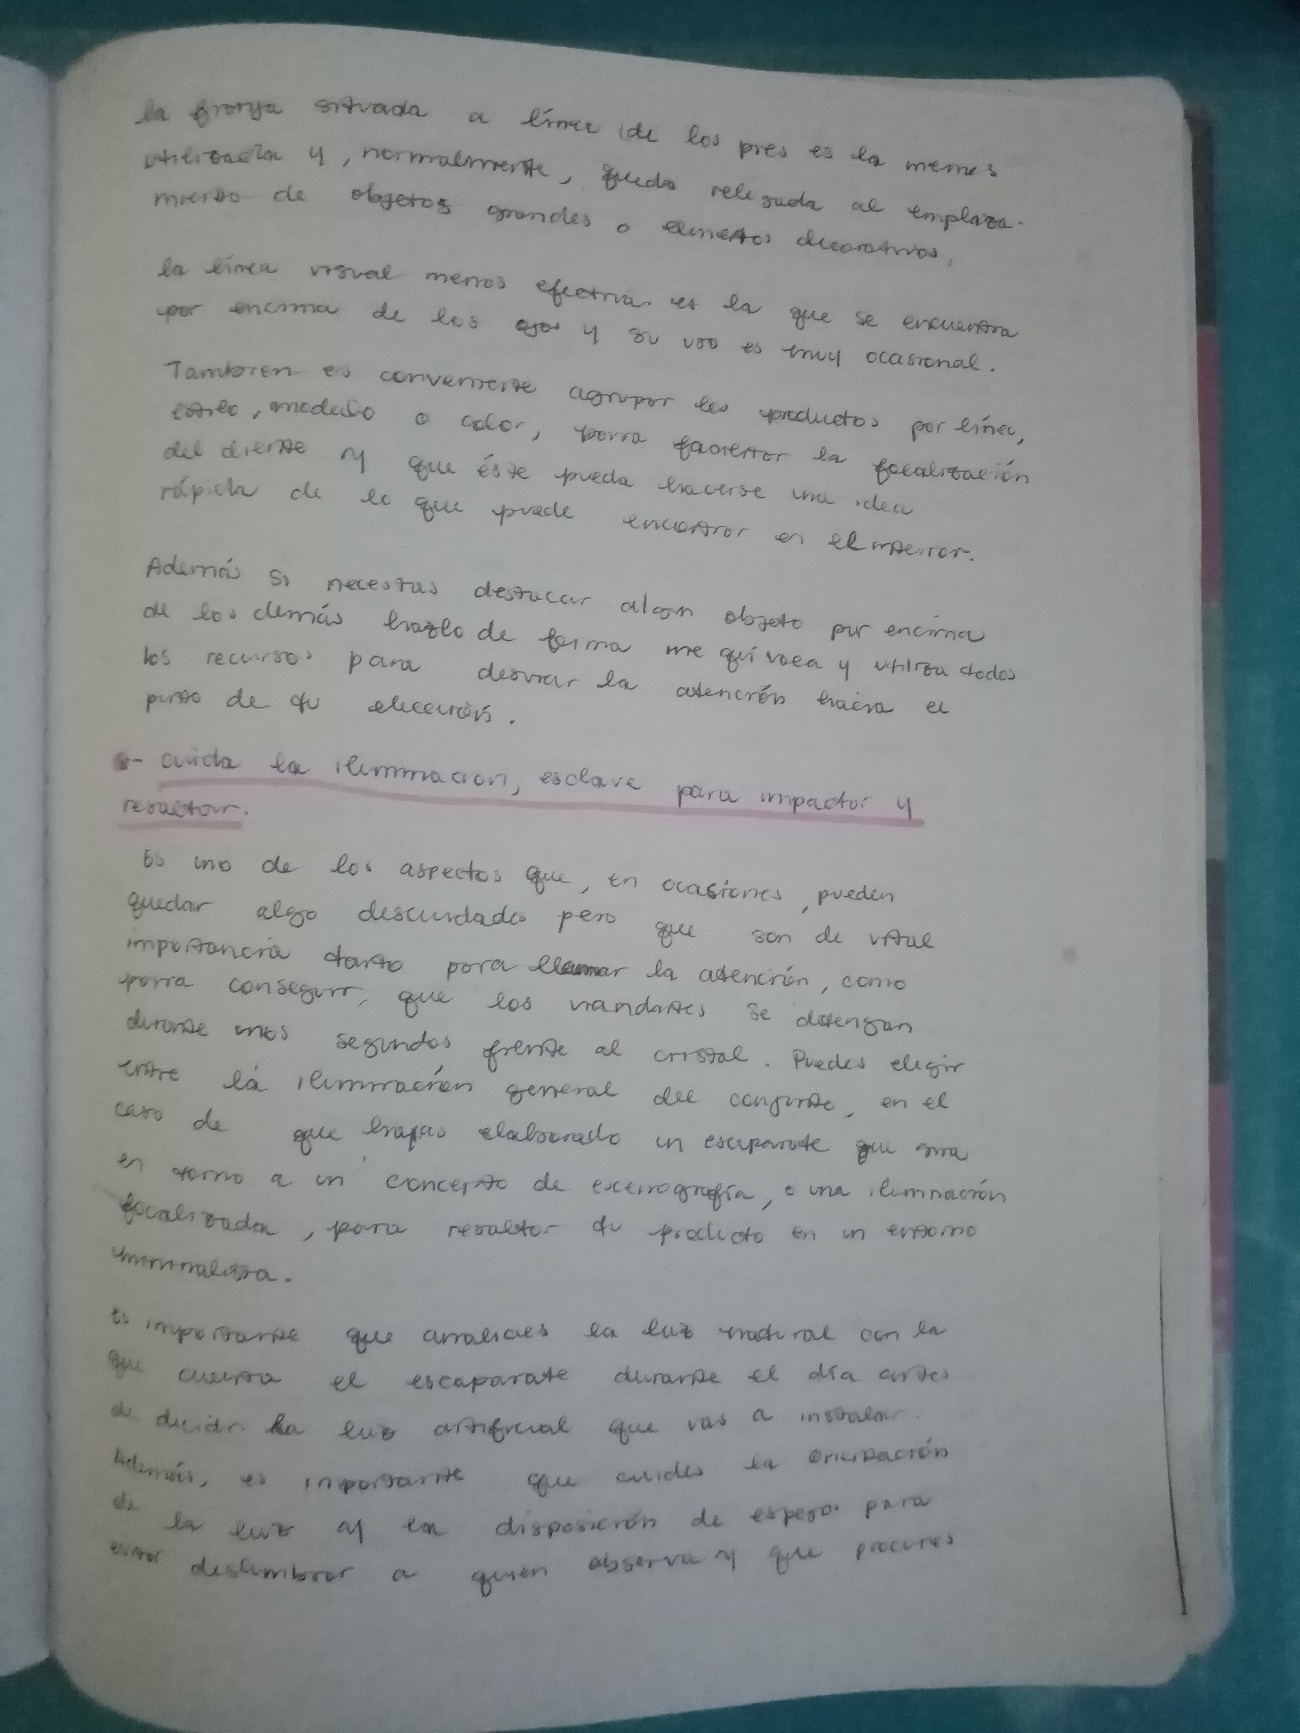 la franja situada a línea de los pies es la menos
utilizada y, normalmente, queda relegada al emplaza-
miento de objetos grandes o elementos decorativos.
la línea visual menos efectiva es la que se encuentra
por encima de los ojos y su uso es muy ocasional.
Tambien es conveniente agrupar los productos por línea,
estilo, modelo o color, para facilitar la focalización
del cliente y que éste pueda hacerse una idea
rápida de lo que puede encontrar en el interior.
Además si necesitas destacar algun objeto por encima
de los demás hazlo de forma inequívoca y utiliza todos
los recursos para desviar la atención hacia el
punto de tu elección.
8- cuida la iluminacion, es clave para impactar y
resaltar.
Es uno de los aspectos que, en ocasiones, pueden
quedar algo descuidados pero que son de vital
importancia tanto para llamar la atención, como
para conseguir, que los viandantes se detengan
durante unos segundos frente al cristal. Puedes elegir
entre la iluminación general del conjunto, en el
caso de que hayas elaborado un escaparate que gira
en torno a un concepto de escenografía, o una iluminación
focalizada, para resaltar tu producto en un entorno
minimalista.
Es importante que analices la luz natural con la
que cuenta el escaparate durante el día antes
de decidir la luz artificial que vas a instalar.
Además, es importante que cuides la orientación
de la luz y la disposición de espejos para
evitar deslumbrar a quien observa y que procures